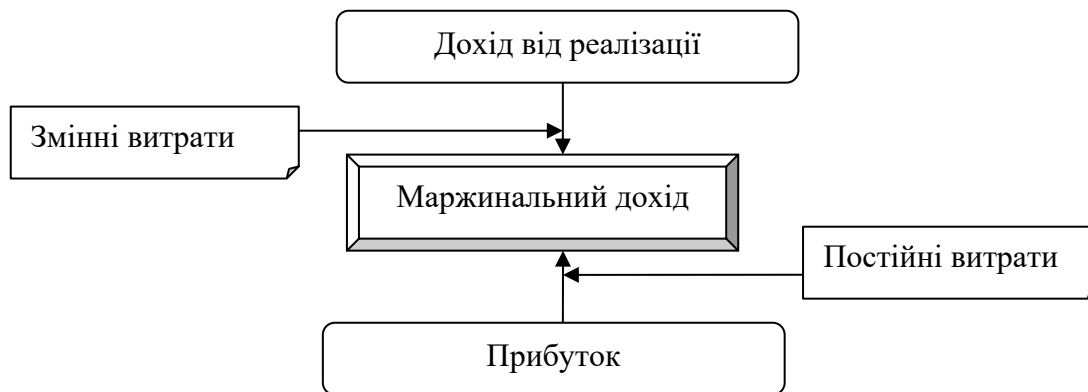 Дохід від реалізації
Змінні витрати
Маржинальний дохід
Постійні витрати
Прибуток